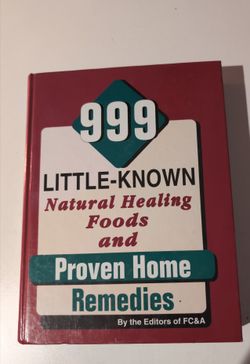 999
LITTLE-KNOWN
Natural Healing
Foods
and
Proven Home
Remedies
By the Editors of FC&A